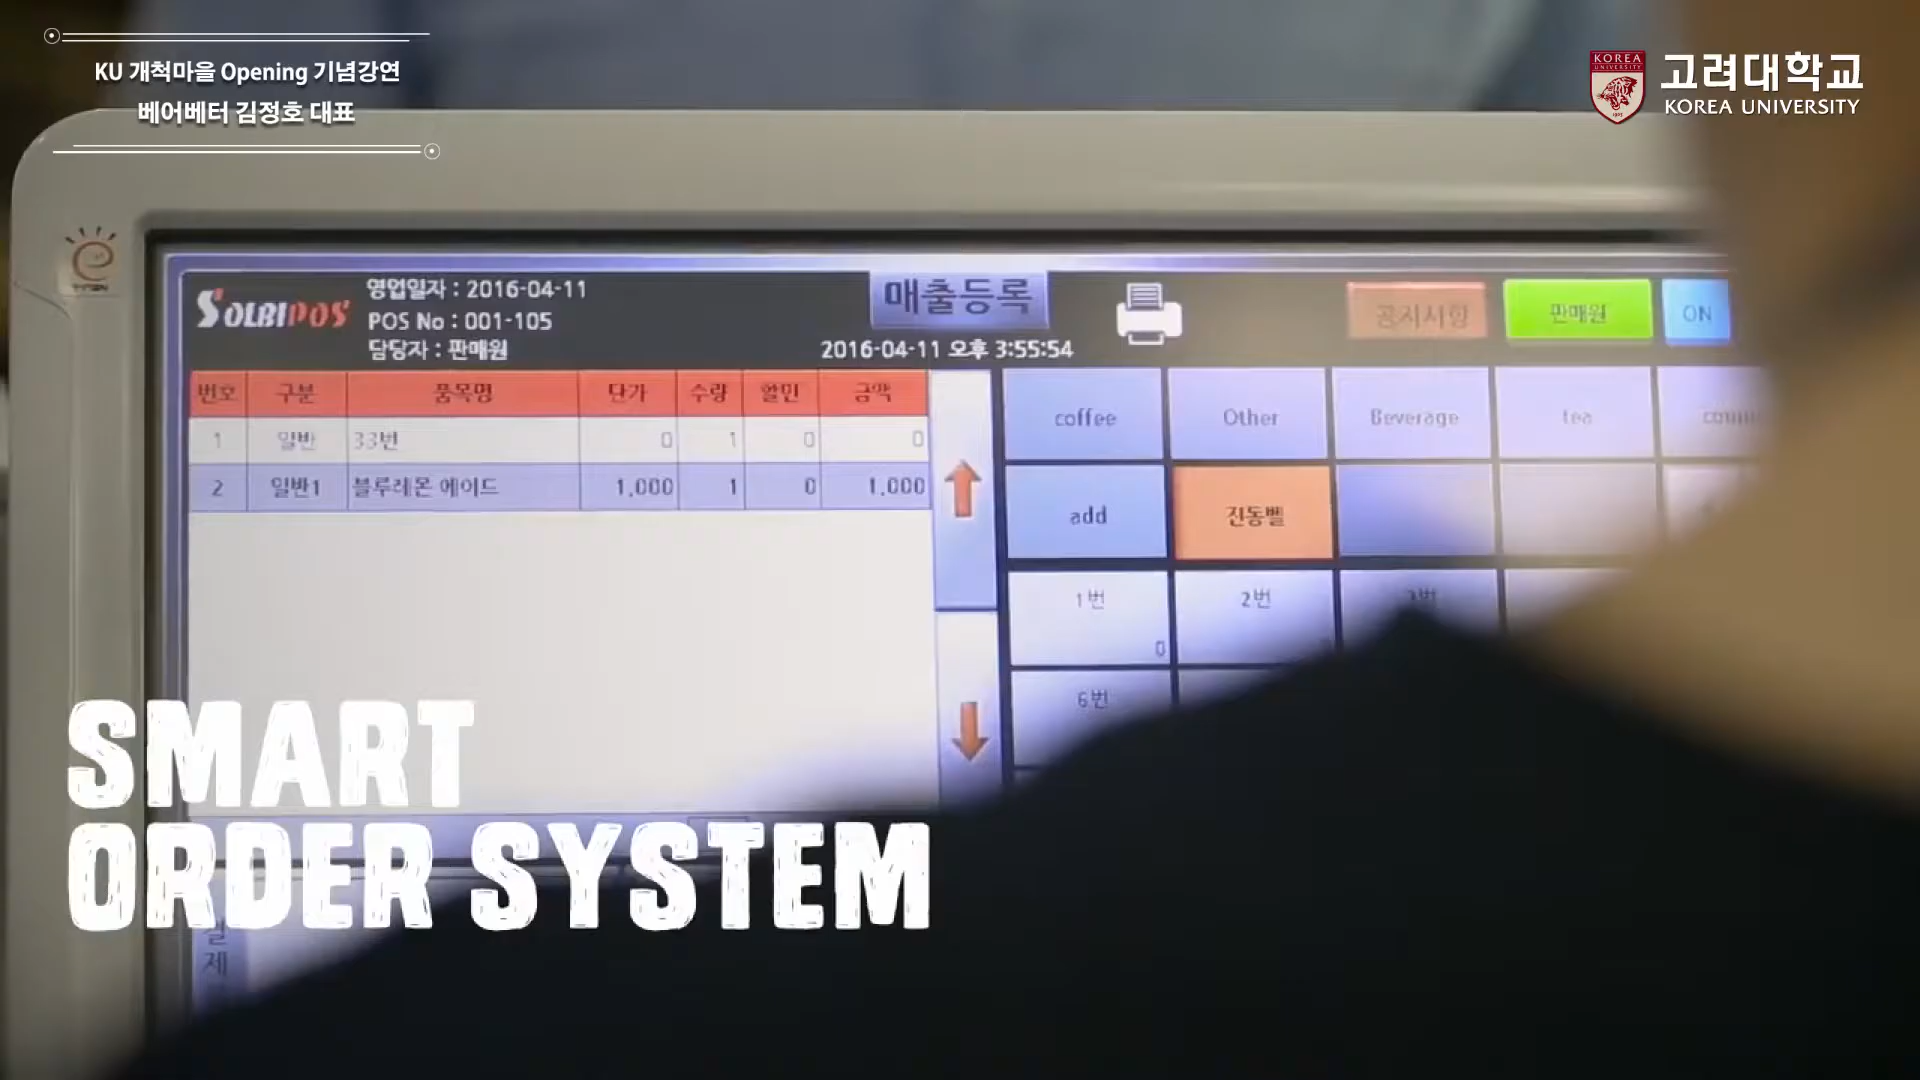 KU 개척마을 Opening 기념강연
베어베터 김정호 대표
KOREA
UNIVERSITY
1905
고려대학교
KOREA UNIVERSITY
SOLBIPOS
영업일자 : 2016-04-11
POS No : 001-105
담당자 : 판매원
매출등록
2016-04-11 오후 3:55:54
공지사항
판매원
ON
번호 구분 품목명 단가 수량 할인 금액
1 일반 33번 0 1 0 0
2 일반1 블루레몬 에이드 1,000 1 0 1,000
coffee Other Beverage tea
add 진동벨
1번 2번 3번
0
6번
SMART
ORDER SYSTEM
결
제